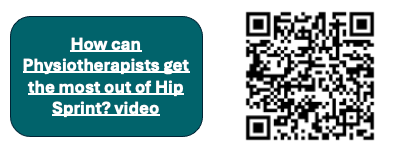 How can
Physiotherapists get
the most out of Hip
Sprint? video